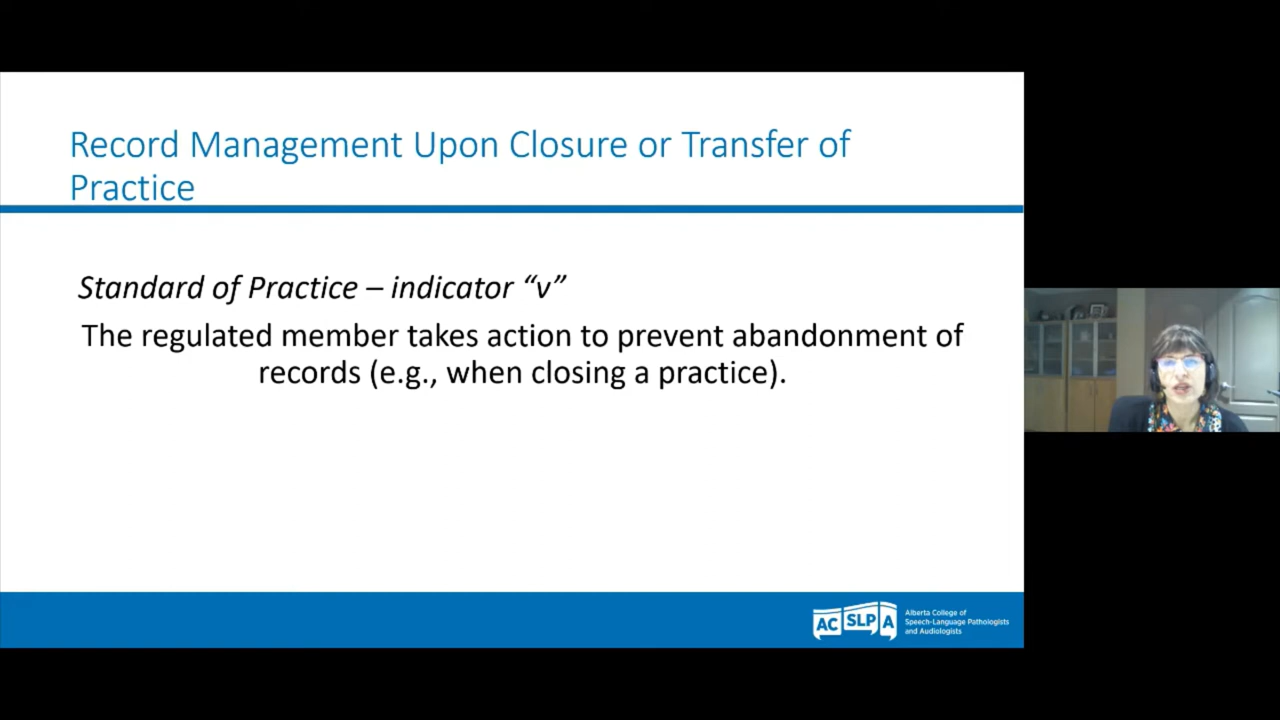 Record Management Upon Closure or Transfer of
Practice
Standard of Practice – indicator “v”
The regulated member takes action to prevent abandonment of
records (e.g., when closing a practice).
AC SLP A
Alberta College of
Speech-Language Pathologists
and Audiologists